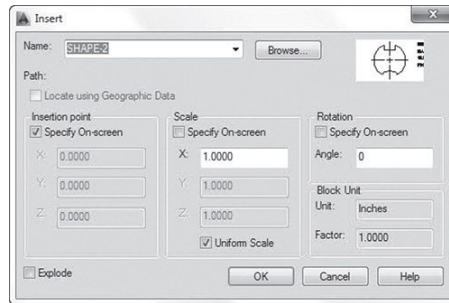 Insert
Name: SHAPE-2 Browse...
Path:
Locate using Geographic Data
Insertion point
Specify On-screen
X: 0.0000
Y: 0.0000
Z: 0.0000
Scale
Specify On-screen
X: 1.0000
Y: 1.0000
Z: 1.0000
Uniform Scale
Rotation
Specify On-screen
Angle: 0
Block Unit
Unit: Inches
Factor: 1.0000
Explode
OK Cancel Help